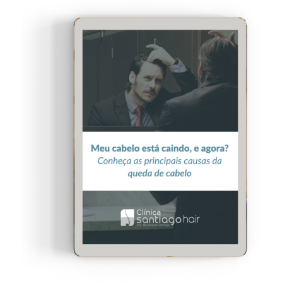 Meu cabelo está caindo, e agora?
Conheça as principais causas da
queda de cabelo
Clínica
santiagohair